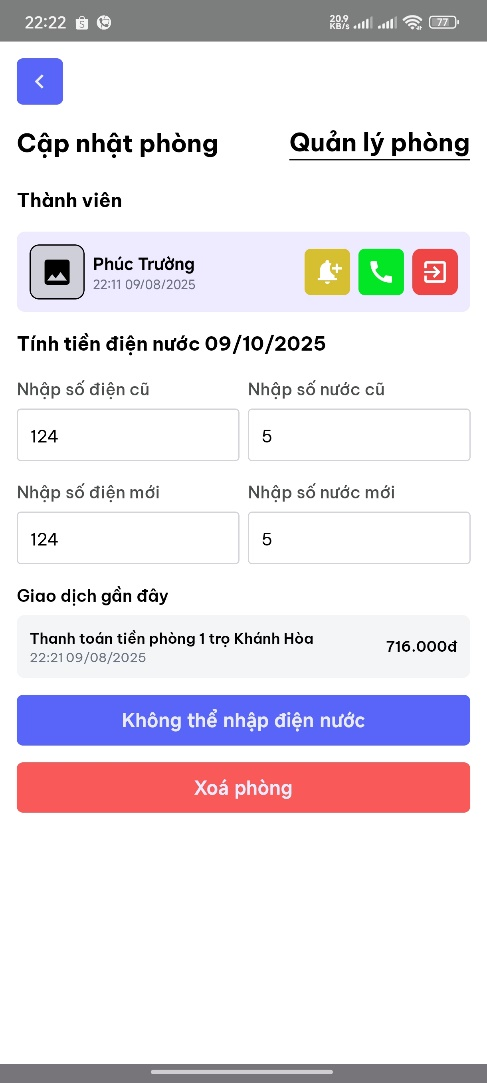 22:22
20.9
KB/s
77
Cập nhật phòng
Quản lý phòng
Thành viên
Phúc Trường
22:11 09/08/2025
Tính tiền điện nước 09/10/2025
Nhập số điện cũ
Nhập số nước cũ
124
5
Nhập số điện mới
Nhập số nước mới
124
5
Giao dịch gần đây
Thanh toán tiền phòng 1 trọ Khánh Hòa
716.000đ
22:21 09/08/2025
Không thể nhập điện nước
Xoá phòng